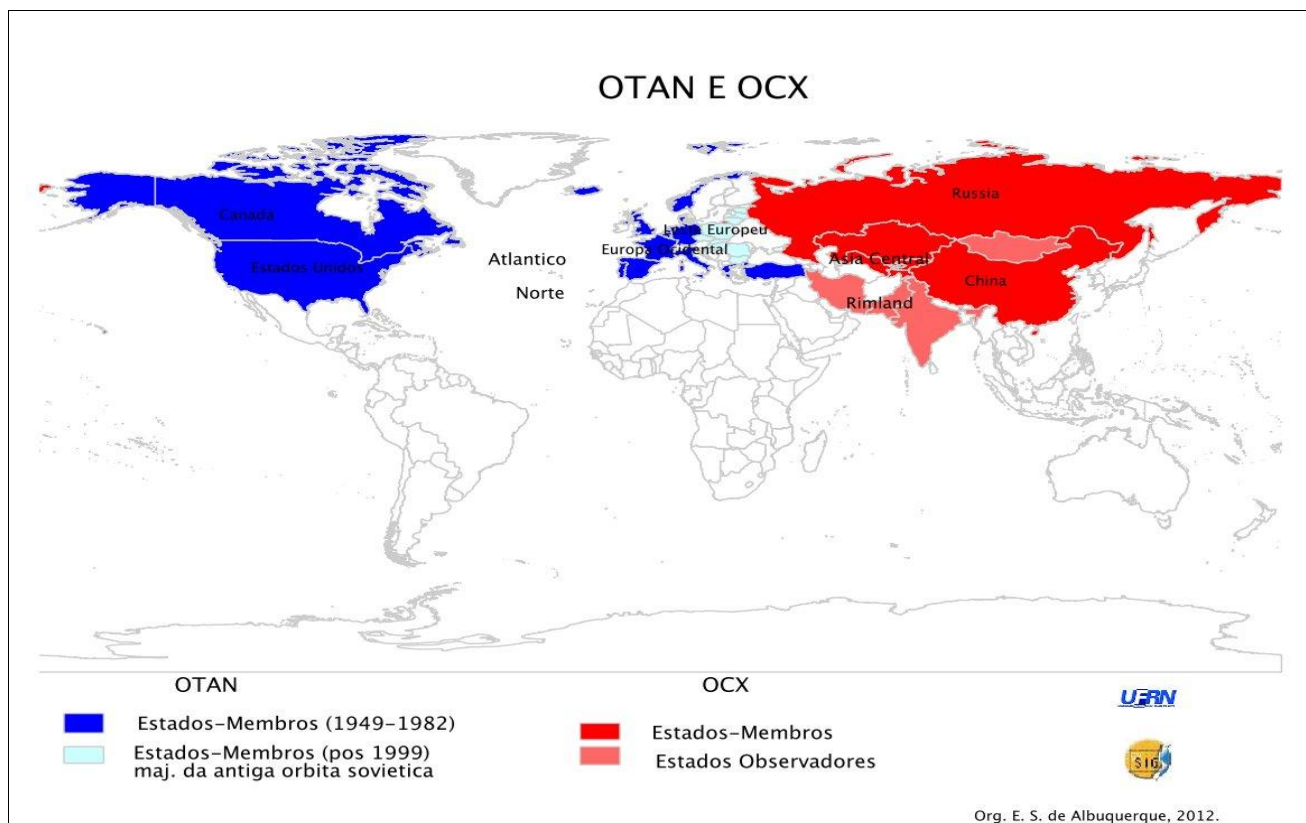 OTAN E OCX
Canada
Estados Unidos
Atlantico
Norte
Leste Europeu
Europa Ocidental
Russia
Asia Central
China
Rimland
OTAN
Estados-Membros (1949-1982)
Estados-Membros (pos 1999)
maj. da antiga orbita sovietica
OCX
Estados-Membros
Estados Observadores
UFRN
SIG
Org. E. S. de Albuquerque, 2012.